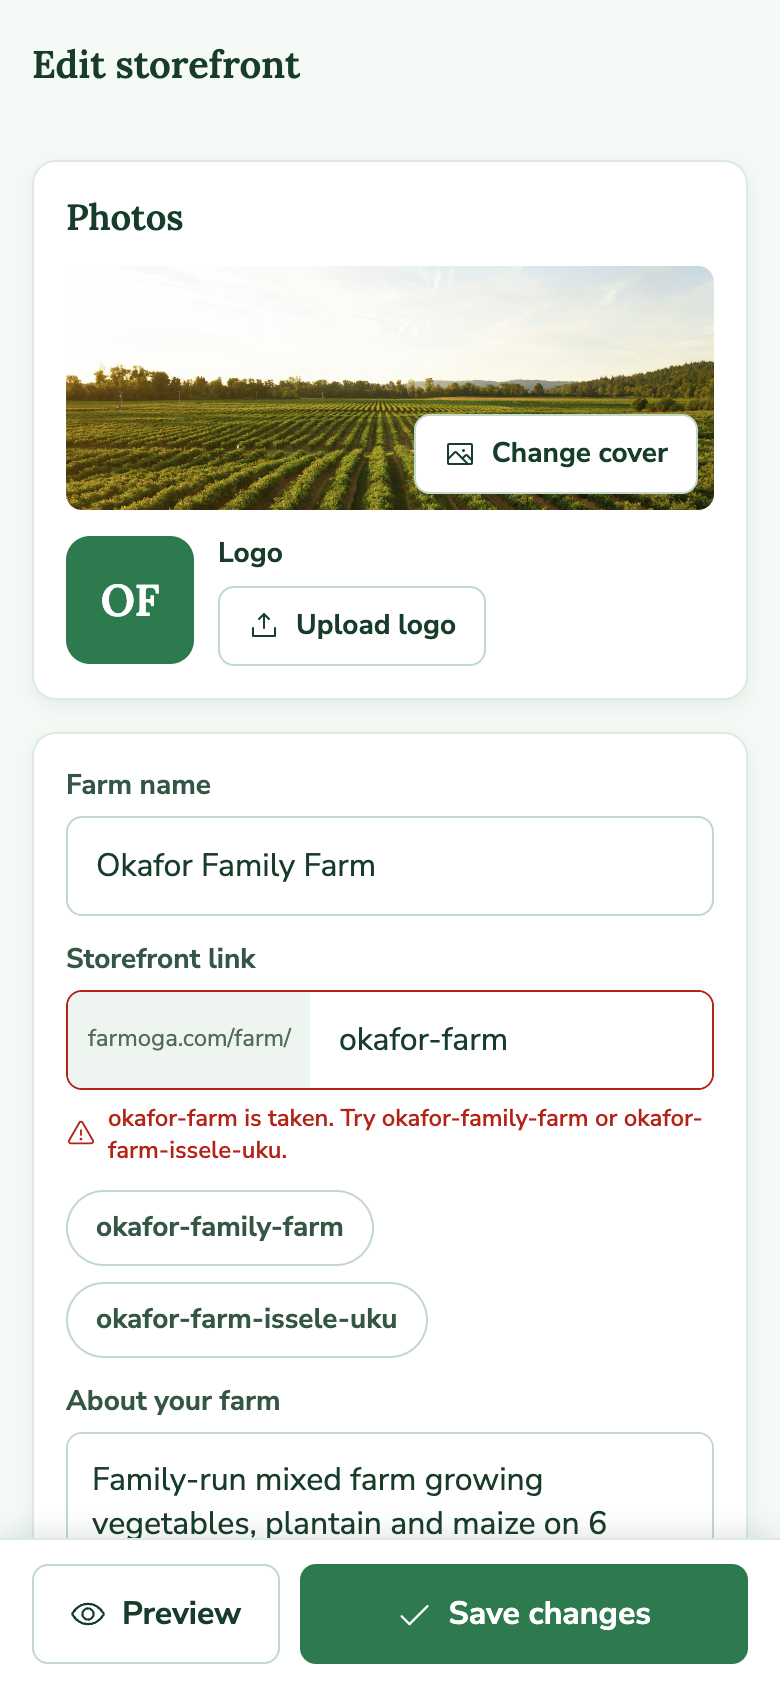 Edit storefront
Photos
Change cover
OF
Logo
Upload logo
Farm name
Okafor Family Farm
Storefront link
farmoga.com/farm/ okafor-farm
okafor-farm is taken. Try okafor-family-farm or okafor-
farm-issele-uku.
okafor-family-farm
okafor-farm-issele-uku
About your farm
Family-run mixed farm growing
vegetables, plantain and maize on 6
Preview
Save changes